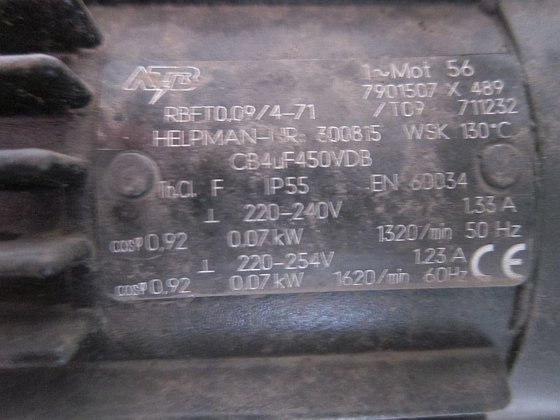 ATB 1~Mot 56
7901507 X 489
RBFT0.09/4-71 /T09 711232
HELPMAN-NR. 300815 WSK 130°C
CB4uF450VDB
Th.Cl. F IP55 EN 60034
⊥ 220-240V 1.33 A
cosφ 0.92 0.07 kW 1320/min 50 Hz
⊥ 220-254V 1.23 A
cosφ 0.92 0.07 kW 1620/min 60Hz CE